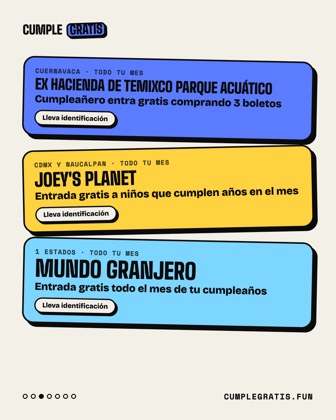 CUMPLE GRATIS
CUERNAVACA · TODO TU MES
EX HACIENDA DE TEMIXCO PARQUE ACUÁTICO
Cumpleañero entra gratis comprando 3 boletos
Lleva identificación
CDMX Y NAUCALPAN · TODO TU MES
JOEY'S PLANET
Entrada gratis a niños que cumplen años en el mes
Lleva identificación
1 ESTADOS · TODO TU MES
MUNDO GRANJERO
Entrada gratis todo el mes de tu cumpleaños
Lleva identificación
CUMPLEGRATIS.FUN